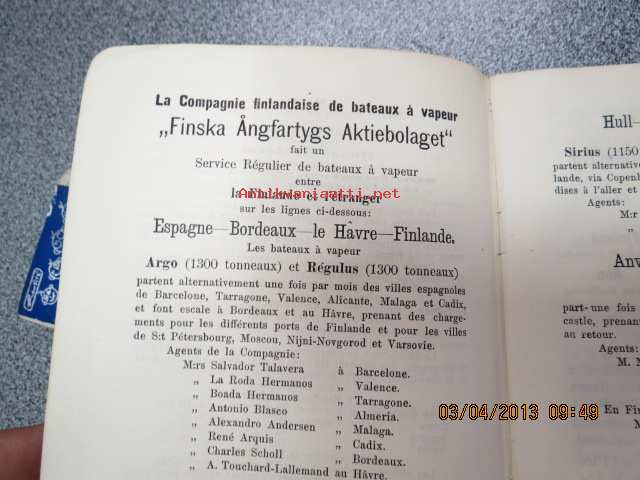 La Compagnie finlandaise de bateaux à vapeur
„Finska Ångfartygs Aktiebolaget"
fait un
Service Régulier de bateaux à vapeur
entre
la Finlande et l'étranger
sur les lignes ci-dessous:
Espagne—Bordeaux—le Hâvre—Finlande.
Les bateaux à vapeur
Argo (1300 tonneaux) et Régulus (1300 tonneaux)
partent alternativement une fois par mois des villes espagnoles
de Barcelone, Tarragone, Valence, Alicante, Malaga et Cadix,
et font escale à Bordeaux et au Hâvre, prenant des charge-
ments pour les différents ports de Finlande et pour les villes
de S:t Pétersbourg, Moscou, Nijni-Novgorod et Varsovie.
Agents de la Compagnie:
M:rs Salvador Talavera à Barcelone.
„ La Roda Hermanos „ Valence.
„ Boada Hermanos „ Tarragone.
„ Antonio Blasco „ Almeria.
„ Alexandro Andersen „ Malaga.
„ René Arquis „ Cadix.
„ Charles Scholl „ Bordeaux.
„ A. Touchard-Lallemand au Hâvre.
Hull—
Sirius (1150
partent alternativ
lande, via Copenh
dises à l'aller et
Agents:
M:r
„
Anv
part- une fois
castle, prenan
au retour.
Agents
M. M
En Fi
M
03/04/2013 09:49